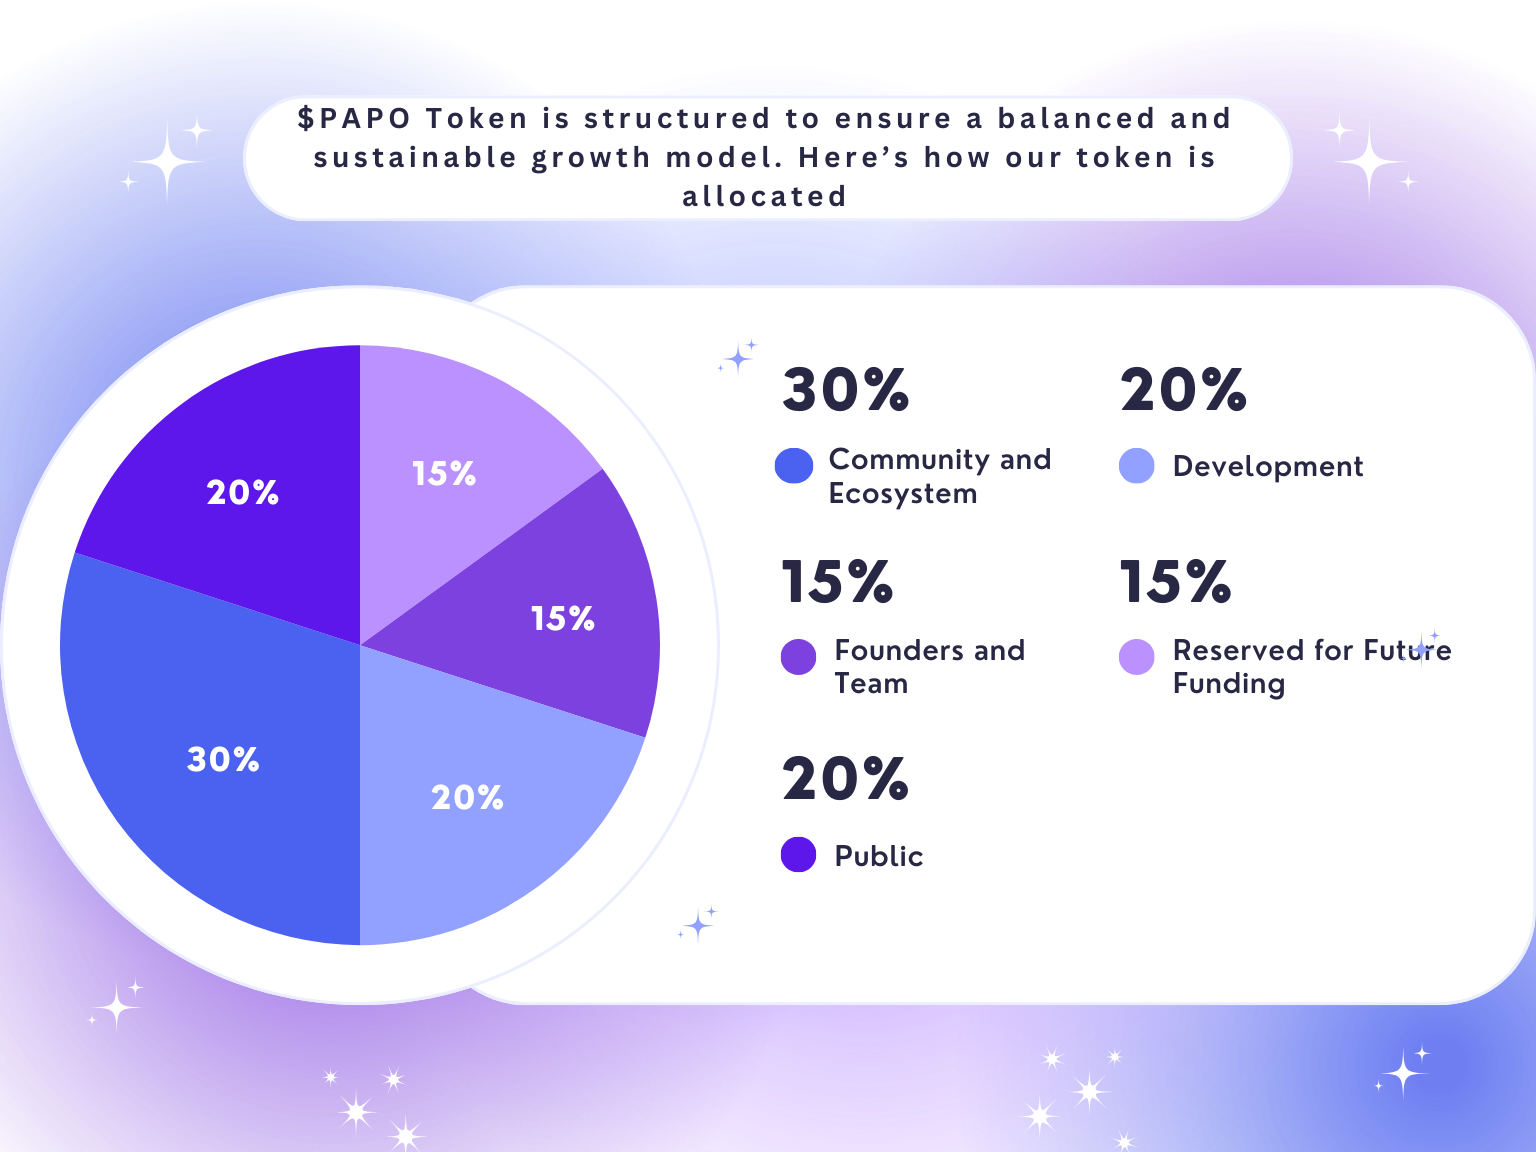 $PAPO Token is structured to ensure a balanced and
sustainable growth model. Here’s how our token is
allocated
20%
15%
15%
30%
20%
30%
Community and
Ecosystem
20%
Development
15%
Founders and
Team
15%
Reserved for Future
Funding
20%
Public